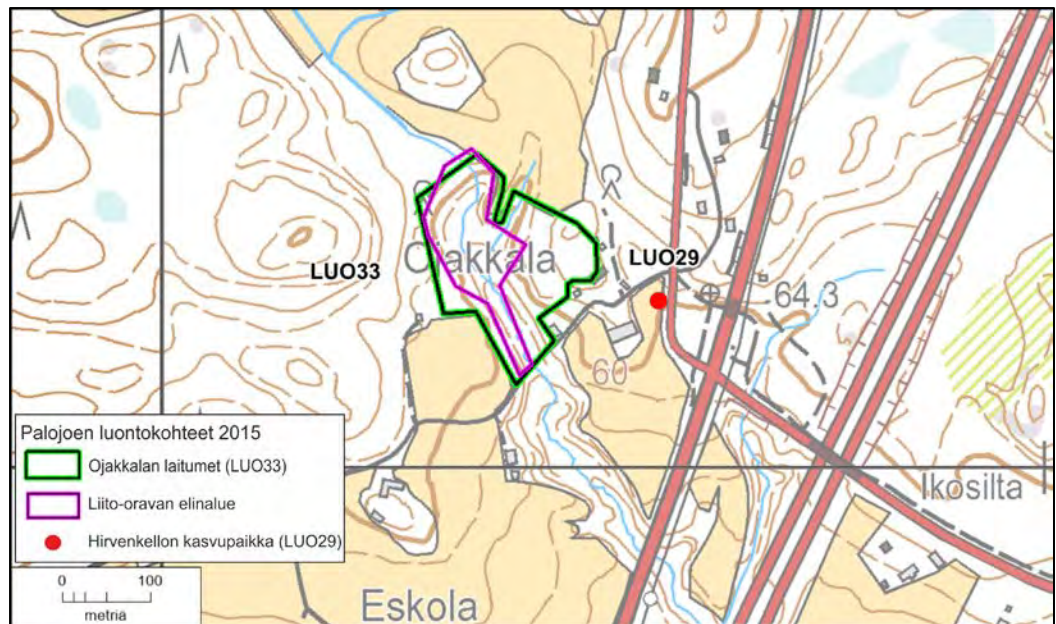 Ojakkala
LUO33
LUO29
64.3
60
Palojoen luontokohteet 2015
Ojakkalan laitumet (LUO33)
Liito-oravan elinalue
Hirvenkellon kasvupaikka (LUO29)
0 100
metriä
Ikosilta
Eskola